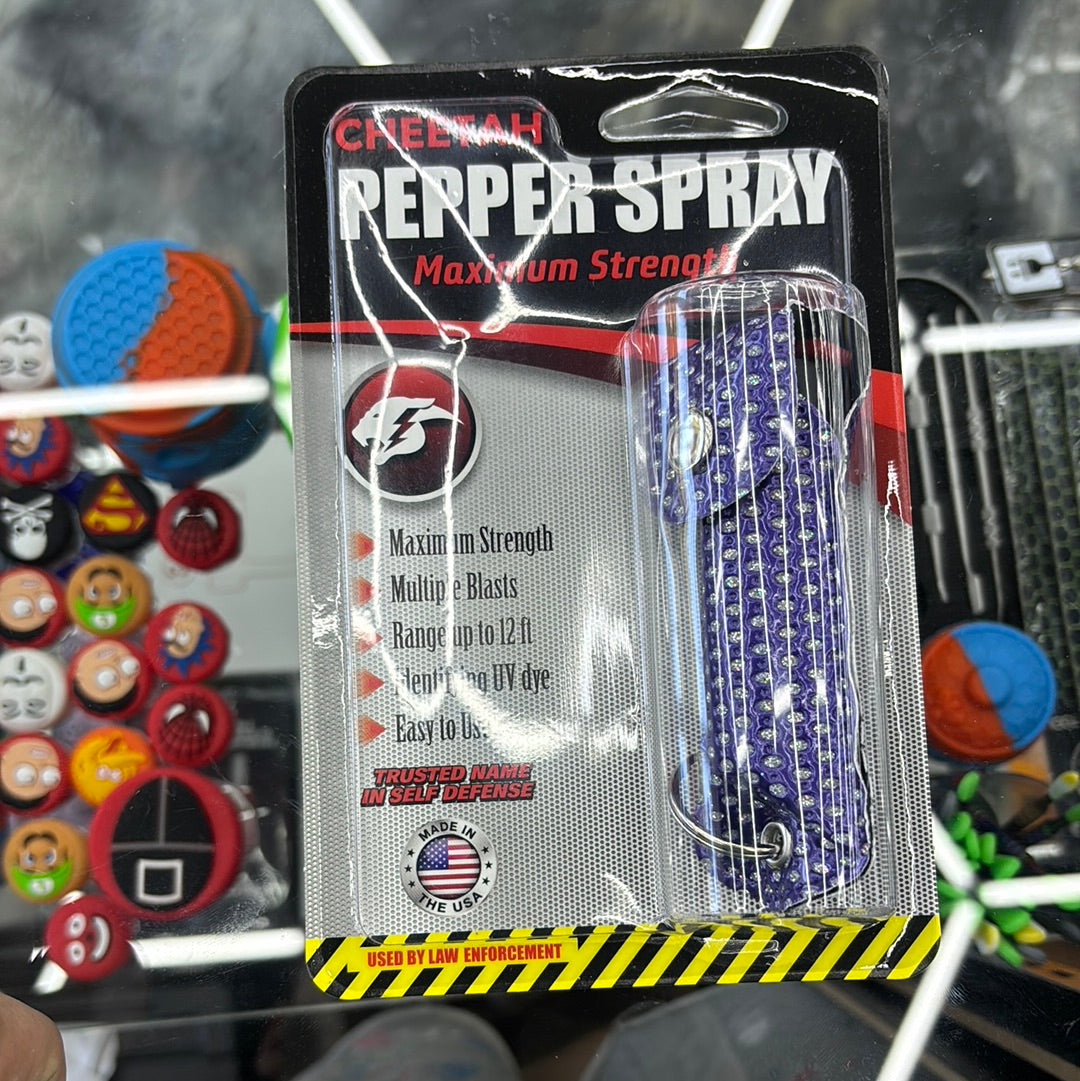 CHEETAH
PEPPER SPRAY
Maximum Strength
Maximum Strength
Multiple Blasts
Range up to 12 ft
Identifying UV dye
Easy to Use
TRUSTED NAME
IN SELF DEFENSE
MADE IN
THE USA
USED BY LAW ENFORCEMENT